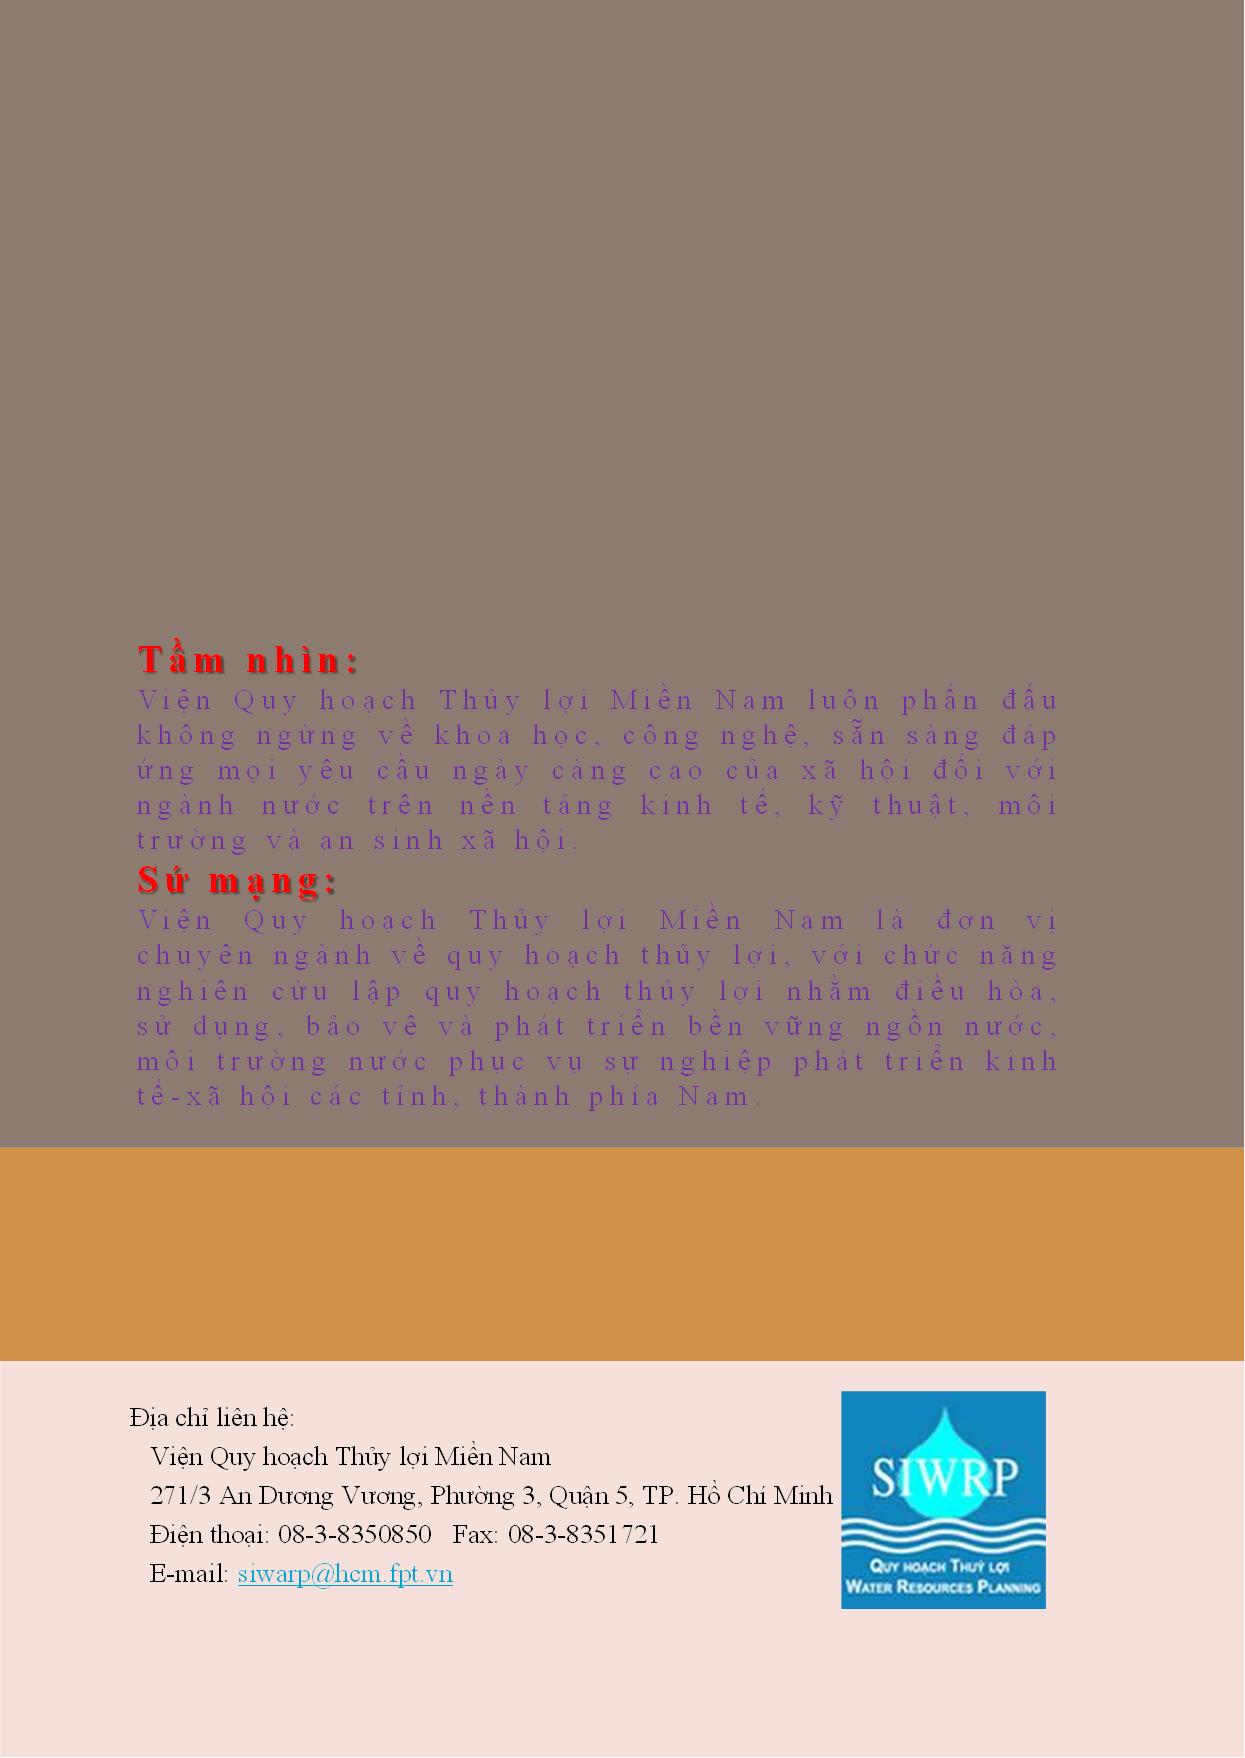 Tầm nhìn:
Viện Quy hoạch Thủy lợi Miền Nam luôn phấn đấu
không ngừng về khoa học, công nghệ, sẵn sàng đáp
ứng mọi yêu cầu ngày càng cao của xã hội đối với
ngành nước trên nền tảng kinh tế, kỹ thuật, môi
trường và an sinh xã hội.
Sứ mạng:
Viện Quy hoạch Thủy lợi Miền Nam là đơn vị
chuyên ngành về quy hoạch thủy lợi, với chức năng
nghiên cứu lập quy hoạch thủy lợi nhằm điều hòa,
sử dụng, bảo vệ và phát triển bền vững ngồn nước,
môi trường nước phục vụ sự nghiệp phát triển kinh
tế-xã hội các tỉnh, thành phía Nam.
Địa chỉ liên hệ:
Viện Quy hoạch Thủy lợi Miền Nam
271/3 An Dương Vương, Phường 3, Quận 5, TP. Hồ Chí Minh
Điện thoại: 08-3-8350850 Fax: 08-3-8351721
E-mail: siwarp@hcm.fpt.vn
SIWRP
QUY HOẠCH THUỶ LỢI
WATER RESOURCES PLANNING